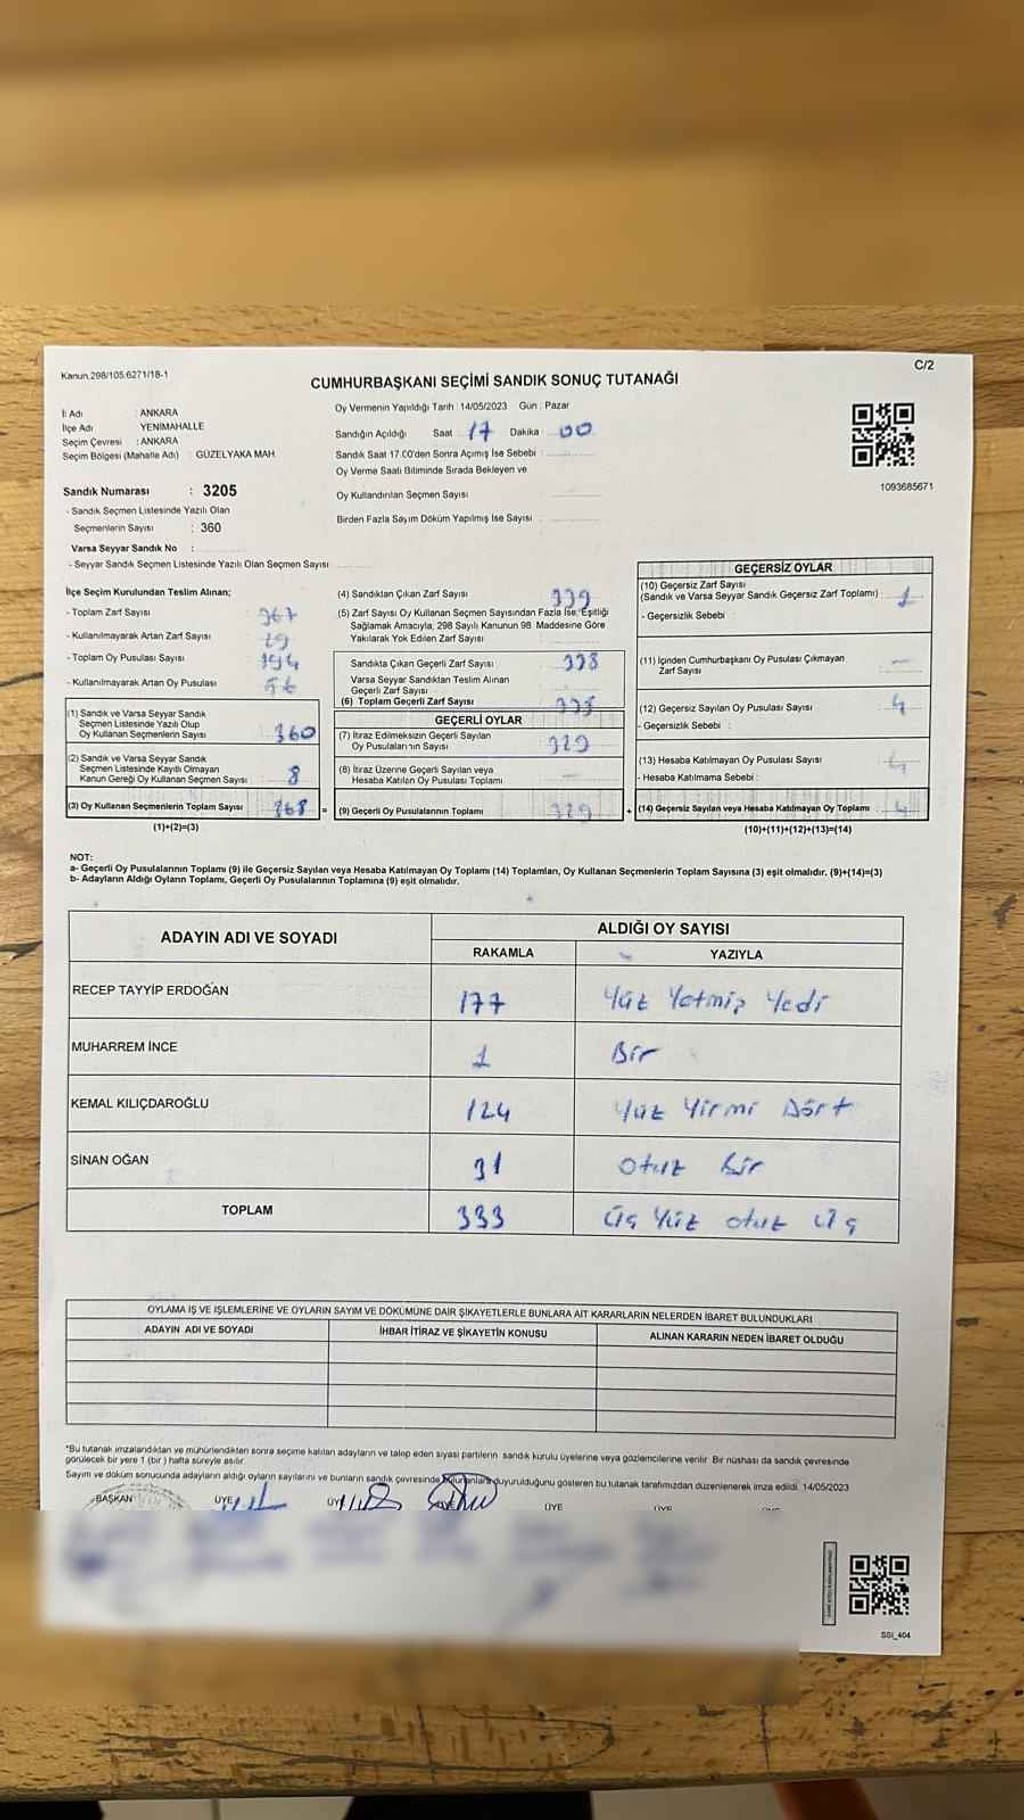 Kanun.298/105.6271/18-1
C/2
CUMHURBAŞKANI SEÇİMİ SANDIK SONUÇ TUTANAĞI
İl Adı : ANKARA
İlçe Adı : YENİMAHALLE
Seçim Çevresi : ANKARA
Seçim Bölgesi (Mahalle Adı) : GÜZELYAKA MAH.
Oy Vermenin Yapıldığı Tarih : 14/05/2023 Gün : Pazar
Sandığın Açıldığı Saat 17 Dakika 00
Sandık Saat 17.00'den Sonra Açılmış İse Sebebi :
Oy Verme Saati Bitiminde Sırada Bekleyen ve
Oy Kullandırılan Seçmen Sayısı
Birden Fazla Sayım Döküm Yapılmış İse Sayısı :
1093685671
Sandık Numarası : 3205
- Sandık Seçmen Listesinde Yazılı Olan
Seçmenlerin Sayısı : 360
Varsa Seyyar Sandık No :
- Seyyar Sandık Seçmen Listesinde Yazılı Olan Seçmen Sayısı
İlçe Seçim Kurulundan Teslim Alınan;
- Toplam Zarf Sayısı 367
- Kullanılmayarak Artan Zarf Sayısı
- Toplam Oy Pusulası Sayısı
- Kullanılmayarak Artan Oy Pusulası
(1) Sandık ve Varsa Seyyar Sandık
Seçmen Listesinde Yazılı Olup
Oy Kullanan Seçmenlerin Sayısı 360
(2) Sandık ve Varsa Seyyar Sandık
Seçmen Listesinde Kayıtlı Olmayan
Kanun Gereği Oy Kullanan Seçmen Sayısı 8
(3) Oy Kullanan Seçmenlerin Toplam Sayısı 368 =
(1)+(2)=(3)
(4) Sandıktan Çıkan Zarf Sayısı 339
(5) Zarf Sayısı Oy Kullanan Seçmen Sayısından Fazla İse, Eşitliği
Sağlamak Amacıyla, 298 Sayılı Kanunun 98. Maddesine Göre
Yakılarak Yok Edilen Zarf Sayısı
Sandıkta Çıkan Geçerli Zarf Sayısı 338
Varsa Seyyar Sandıktan Teslim Alınan
Geçerli Zarf Sayısı
(6) Toplam Geçerli Zarf Sayısı 338
GEÇERLİ OYLAR
(7) İtiraz Edilmeksizin Geçerli Sayılan
Oy Pusulalarının Sayısı 329
(8) İtiraz Üzerine Geçerli Sayılan veya
Hesaba Katılan Oy Pusulası Toplamı —
(9) Geçerli Oy Pusulalarının Toplamı 329 +
GEÇERSİZ OYLAR
(10) Geçersiz Zarf Sayısı
(Sandık ve Varsa Seyyar Sandık Geçersiz Zarf Toplamı) : 1
- Geçersizlik Sebebi :
(11) İçinden Cumhurbaşkanı Oy Pusulası Çıkmayan
Zarf Sayısı —
(12) Geçersiz Sayılan Oy Pusulası Sayısı 4
- Geçersizlik Sebebi :
(13) Hesaba Katılmayan Oy Pusulası Sayısı
- Hesaba Katılmama Sebebi :
(14) Geçersiz Sayılan veya Hesaba Katılmayan Oy Toplamı
(10)+(11)+(12)+(13)=(14)
NOT:
a- Geçerli Oy Pusulalarının Toplamı (9) ile Geçersiz Sayılan veya Hesaba Katılmayan Oy Toplamı (14) Toplamları, Oy Kullanan Seçmenlerin Toplam Sayısına (3) eşit olmalıdır. (9)+(14)=(3)
b- Adayların Aldığı Oyların Toplamı, Geçerli Oy Pusulalarının Toplamına (9) eşit olmalıdır.
ADAYIN ADI VE SOYADI
ALDIĞI OY SAYISI
RAKAMLA YAZIYLA
RECEP TAYYİP ERDOĞAN 177 Yüz Yetmiş Yedi
MUHARREM İNCE 1 Bir
KEMAL KILIÇDAROĞLU 124 Yüz Yirmi Dört
SİNAN OĞAN 31 Otuz Bir
TOPLAM 333 Üç Yüz otuz üç
OYLAMA İŞ VE İŞLEMLERİNE VE OYLARIN SAYIM VE DÖKÜMÜNE DAİR ŞİKAYETLERLE BUNLARA AİT KARARLARIN NELERDEN İBARET BULUNDUKLARI
ADAYIN ADI VE SOYADI İHBAR İTİRAZ VE ŞİKAYETİN KONUSU ALINAN KARARIN NEDEN İBARET OLDUĞU
*Bu tutanak imzalandıktan ve mühürlendikten sonra seçime katılan adayların ve talep eden siyasi partilerin sandık kurulu üyelerine veya gözlemcilerine verilir. Bir nüshası da sandık çevresinde
görülecek bir yere 1 (bir) hafta süreyle asılır.
Sayım ve döküm sonucunda adayların aldığı oyların sayılarını ve bunların sandık çevresinde duyurulduğunu gösteren bu tutanak tarafımızdan düzenlenerek imza edildi. 14/05/2023
BAŞKAN ÜYE ÜYE ÜYE ÜYE
SSI_404